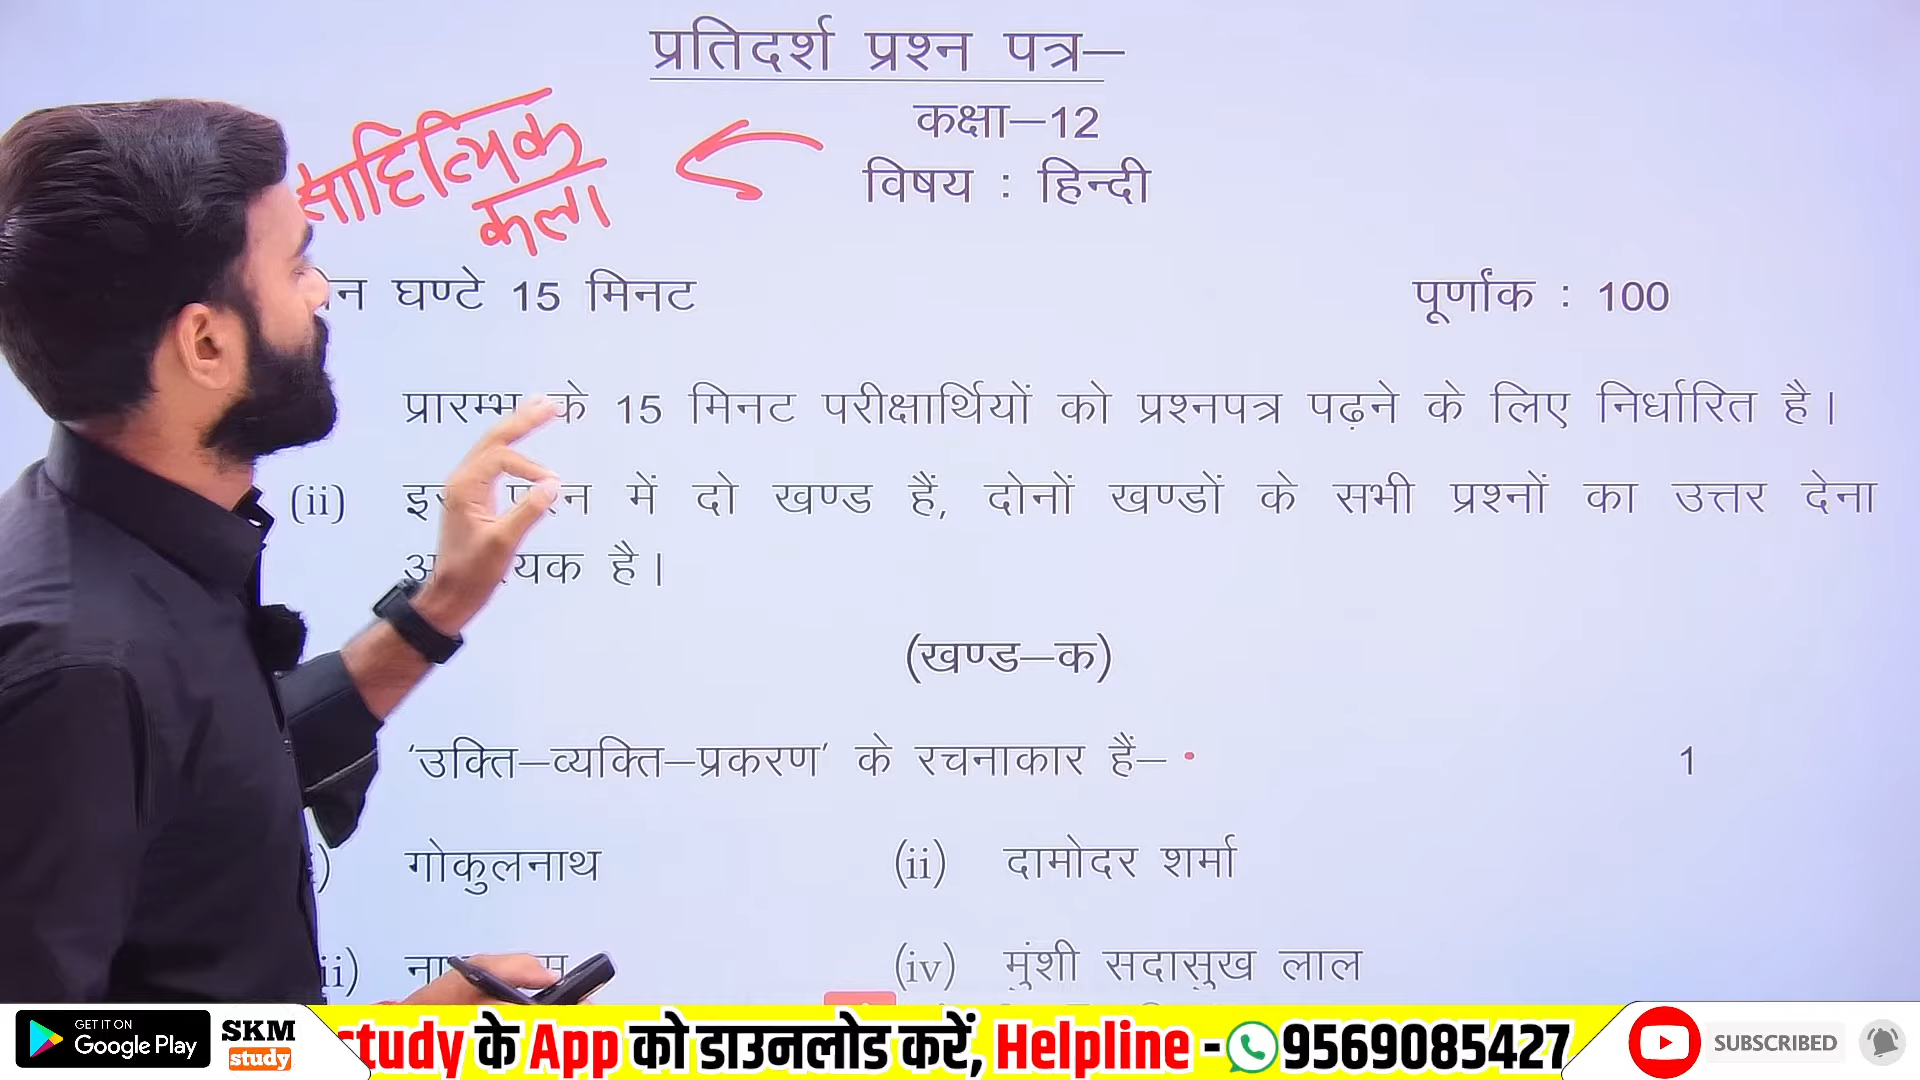 प्रतिदर्श प्रश्न पत्र–
कक्षा–12
विषय : हिन्दी
साहित्यिक
कला
घण्टे 15 मिनट
पूर्णांक : 100
प्रारम्भ के 15 मिनट परीक्षार्थियों को प्रश्नपत्र पढ़ने के लिए निर्धारित है।
(ii) में दो खण्ड हैं, दोनों खण्डों के सभी प्रश्नों का उत्तर देना
है।
(खण्ड–क)
'उक्ति–व्यक्ति–प्रकरण' के रचनाकार हैं– 1
गोकुलनाथ
(ii) दामोदर शर्मा
(iv) मुंशी सदासुख लाल
GET IT ON
Google Play
SKM
study
study के App को डाउनलोड करें, Helpline - 9569085427
SUBSCRIBED